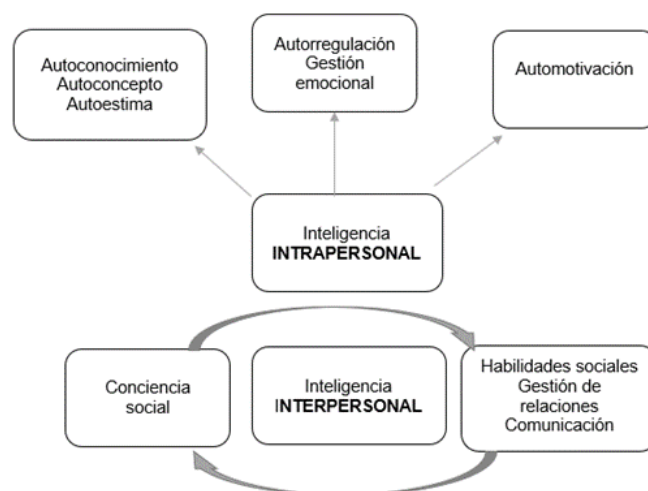 Autoconocimiento
Autoconcepto
Autoestima
Autorregulación
Gestión
emocional
Automotivación
Inteligencia
INTRAPERSONAL
Conciencia
social
Inteligencia
INTERPERSONAL
Habilidades sociales
Gestión de
relaciones
Comunicación